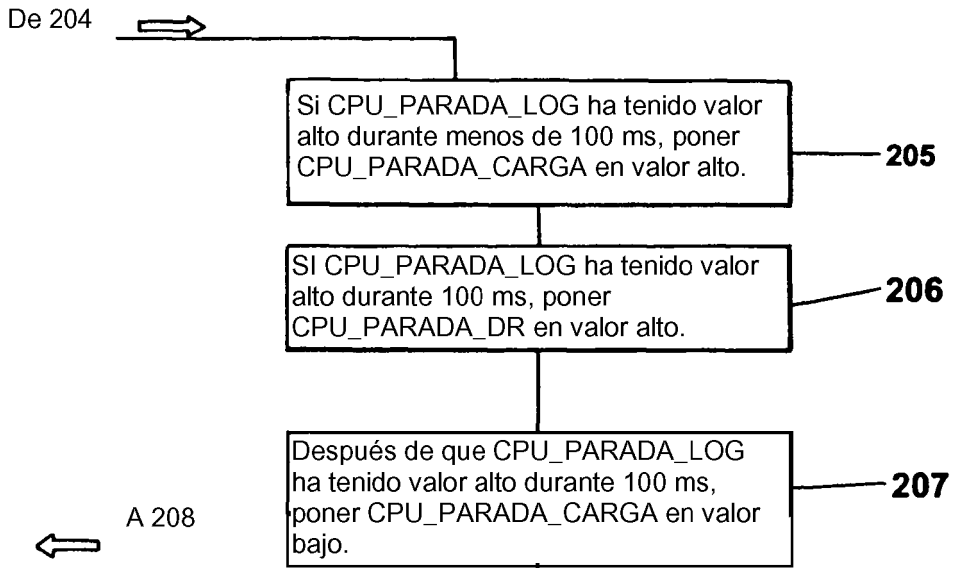 De 204
Si CPU_PARADA_LOG ha tenido valor
alto durante menos de 100 ms, poner
CPU_PARADA_CARGA en valor alto.
205
SI CPU_PARADA_LOG ha tenido valor
alto durante 100 ms, poner
CPU_PARADA_DR en valor alto.
206
Después de que CPU_PARADA_LOG
ha tenido valor alto durante 100 ms,
poner CPU_PARADA_CARGA en valor
bajo.
207
A 208